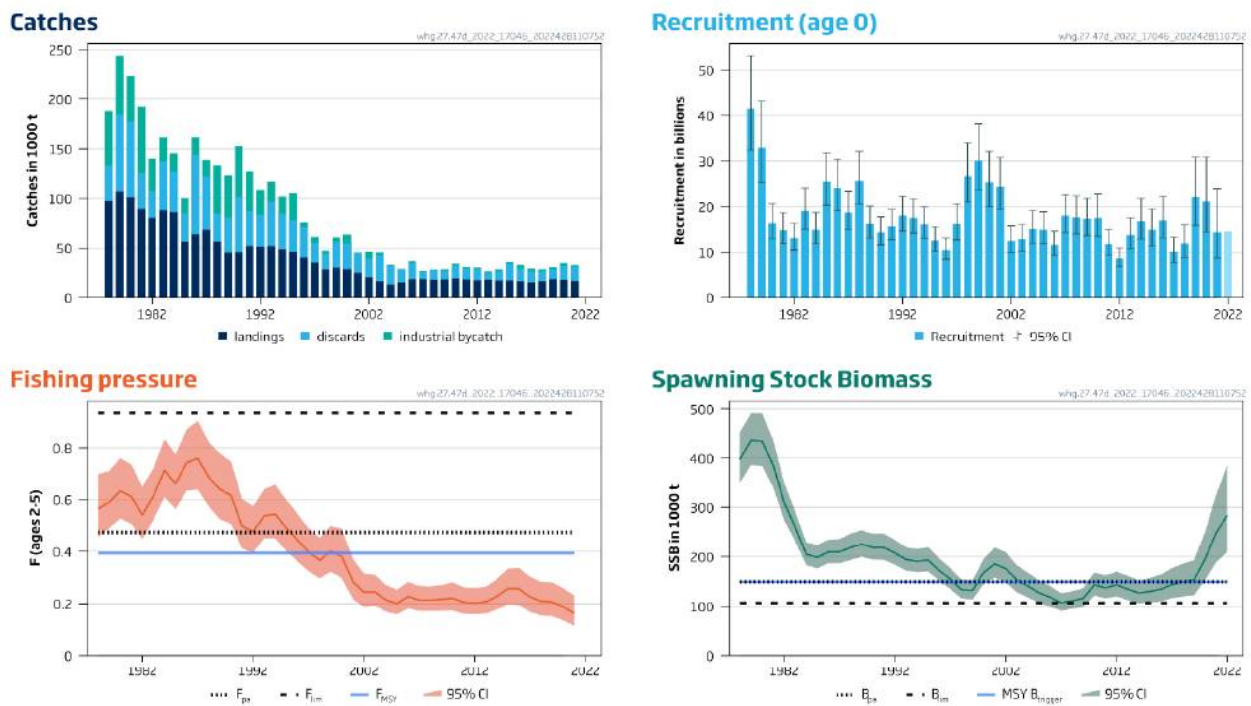 Catches
Recruitment (age 0)
whg.27.47d_2022_17046_2022428110752
whg.27.47d_2022_17046_2022428110752
Catches in 1000 t
250
200
150
100
50
0
1982
1992
2002
2012
2022
landings discards industrial bycatch
Recruitment in billions
50
40
30
20
10
0
1982
1992
2002
2012
2022
Recruitment 95% CI
Fishing pressure
Spawning Stock Biomass
whg.27.47d_2022_17046_2022428110752
whg.27.47d_2022_17046_2022428110752
F (ages 2-5)
0.8
0.6
0.4
0.2
0
1982
1992
2002
2012
2022
Fpa Flim FMSY 95% CI
SSB in 1000 t
500
400
300
200
100
0
1982
1992
2002
2012
2022
Bpa Blim MSY Btrigger 95% CI